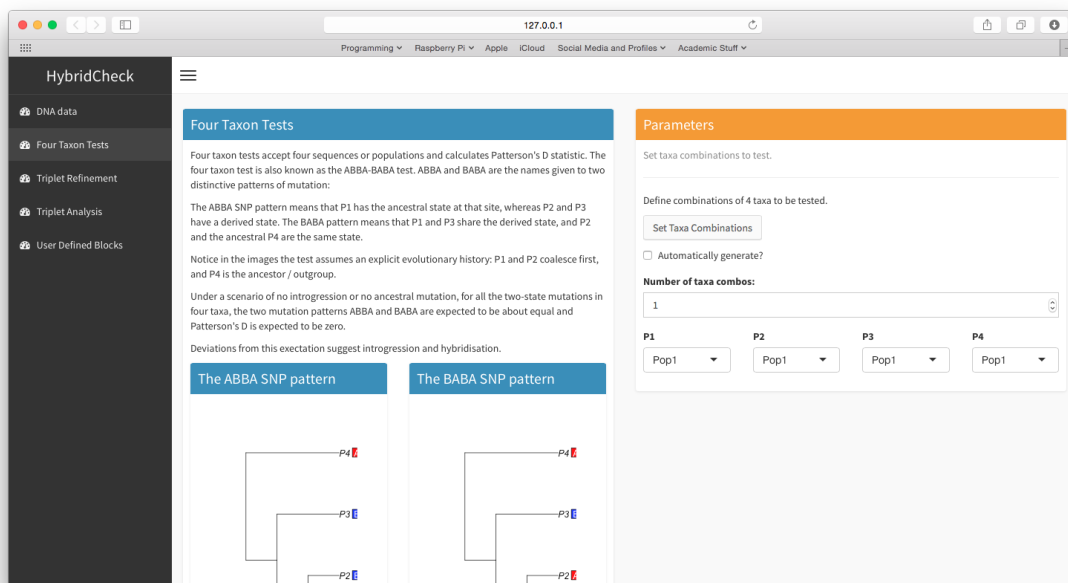 127.0.0.1
Programming Raspberry Pi Apple iCloud Social Media and Profiles Academic Stuff
HybridCheck
DNA data
Four Taxon Tests
Triplet Refinement
Triplet Analysis
User Defined Blocks
Four Taxon Tests
Four taxon tests accept four sequences or populations and calculates Patterson's D statistic. The
four taxon test is also known as the ABBA-BABA test. ABBA and BABA are the names given to two
distinctive patterns of mutation:
The ABBA SNP pattern means that P1 has the ancestral state at that site, whereas P2 and P3
have a derived state. The BABA pattern means that P1 and P3 share the derived state, and P2
and the ancestral P4 are the same state.
Notice in the images the test assumes an explicit evolutionary history: P1 and P2 coalesce first,
and P4 is the ancestor / outgroup.
Under a scenario of no introgression or no ancestral mutation, for all the two-state mutations in
four taxa, the two mutation patterns ABBA and BABA are expected to be about equal and
Patterson's D is expected to be zero.
Deviations from this exectation suggest introgression and hybridisation.
The ABBA SNP pattern
P4
P3
P2
The BABA SNP pattern
P4
P3
P2
Parameters
Set taxa combinations to test.
Define combinations of 4 taxa to be tested.
Set Taxa Combinations
Automatically generate?
Number of taxa combos:
1
P1 P2 P3 P4
Pop1 Pop1 Pop1 Pop1